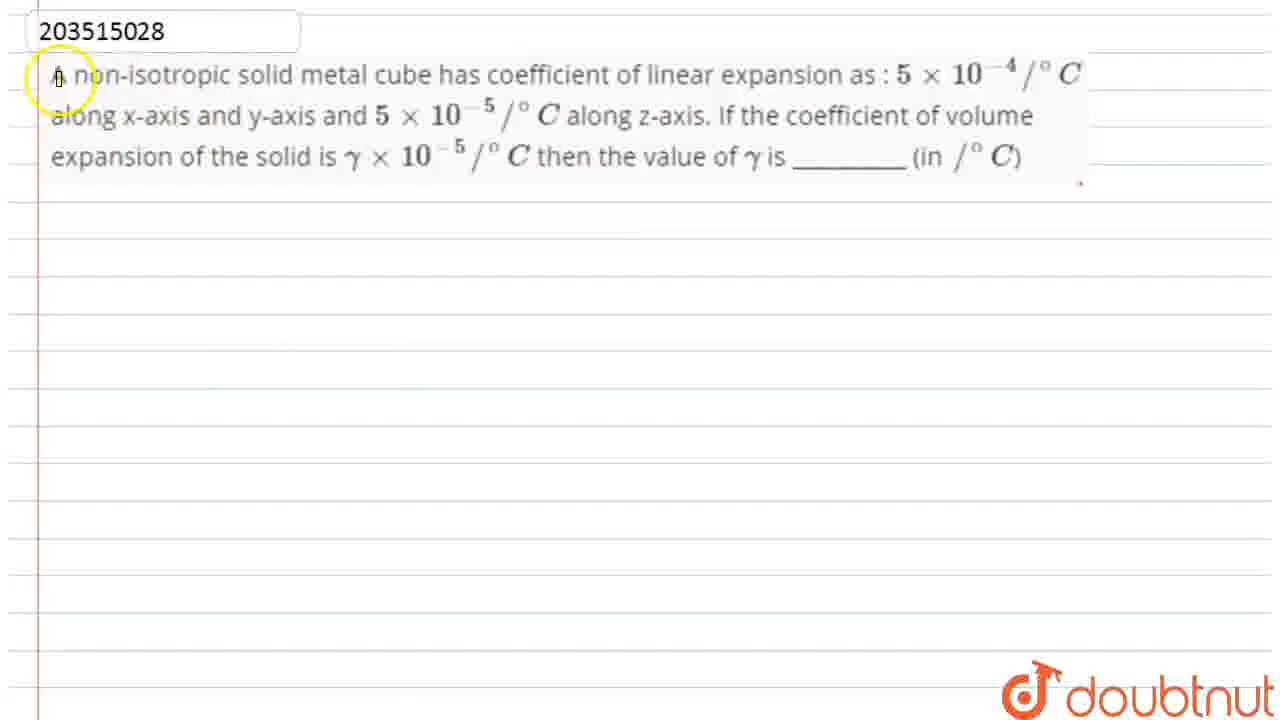 203515028
A non-isotropic solid metal cube has coefficient of linear expansion as : 5 × 10⁻⁴/°C
along x-axis and y-axis and 5 × 10⁻⁵/°C along z-axis. If the coefficient of volume
expansion of the solid is γ × 10⁻⁵/°C then the value of γ is _________ (in /°C)
doubtnut